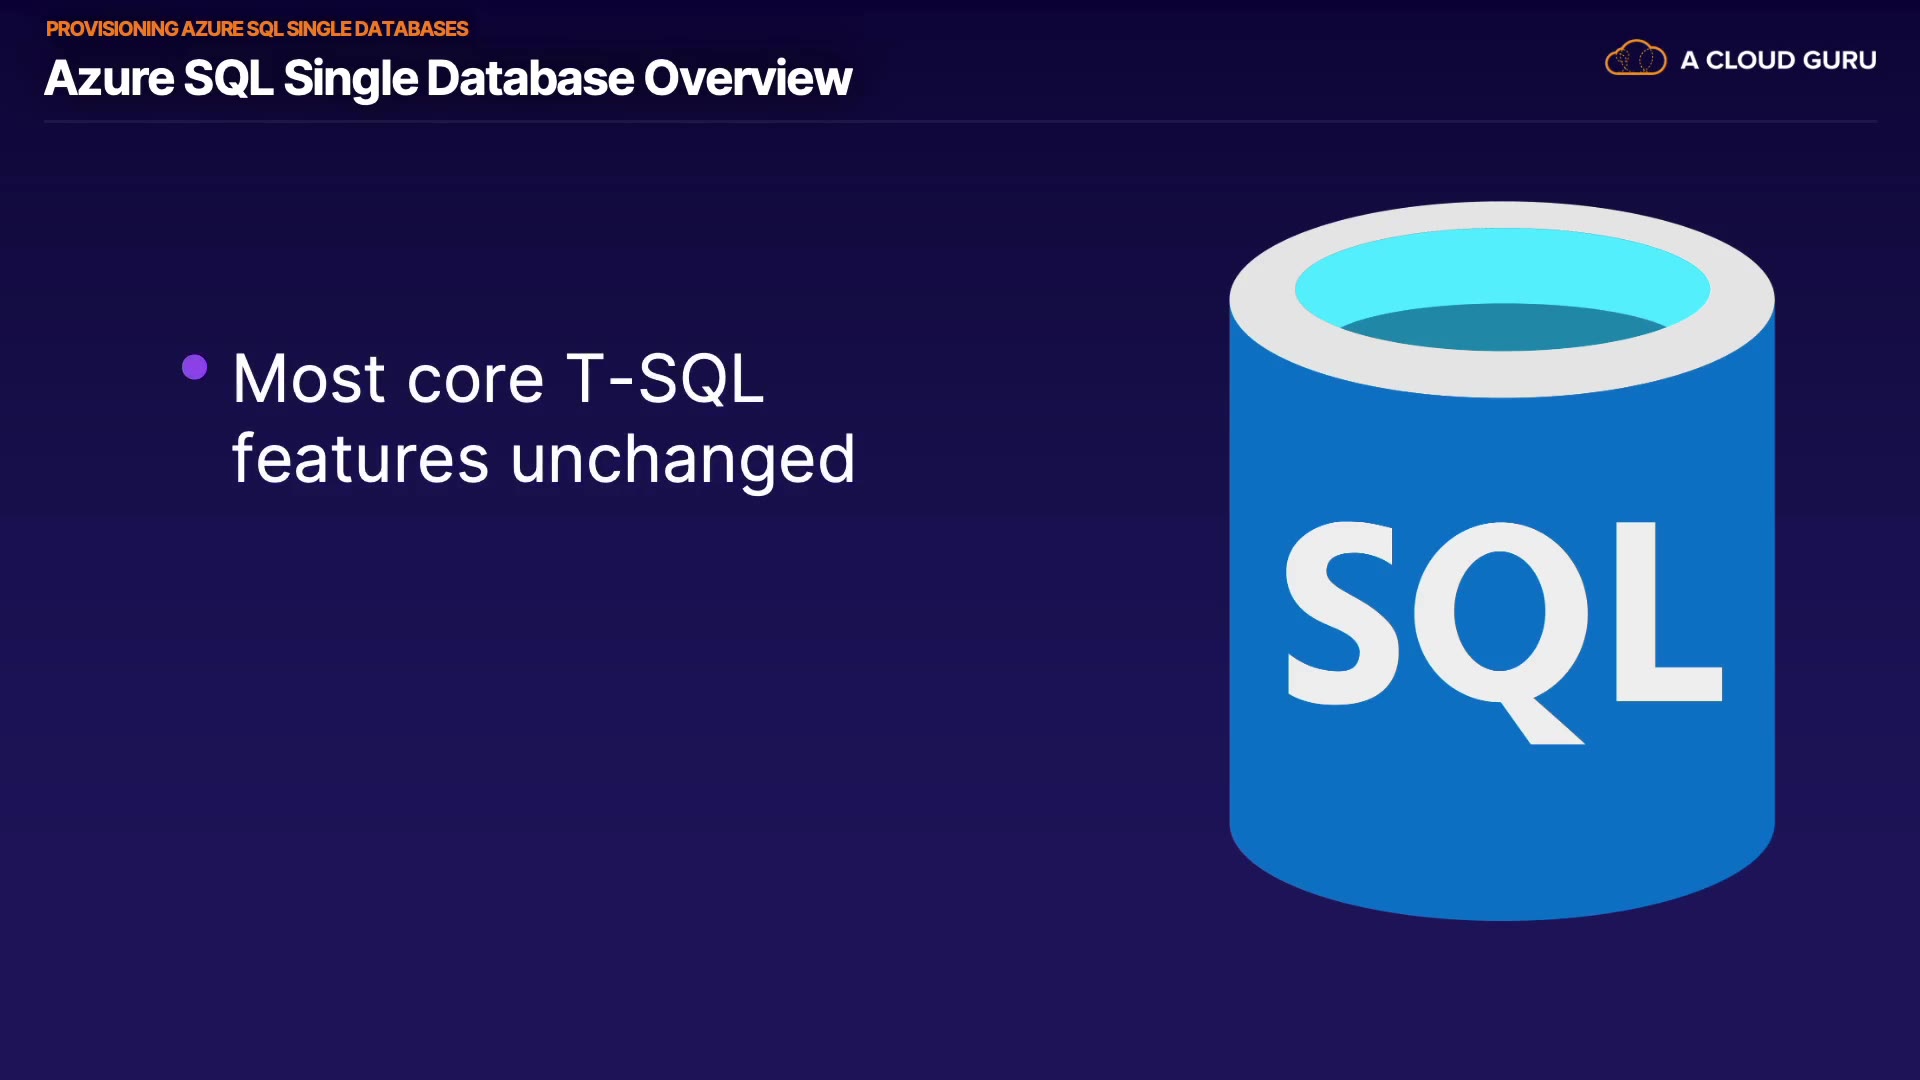 PROVISIONING AZURE SQL SINGLE DATABASES
Azure SQL Single Database Overview
A CLOUD GURU
Most core T-SQL
features unchanged
SQL